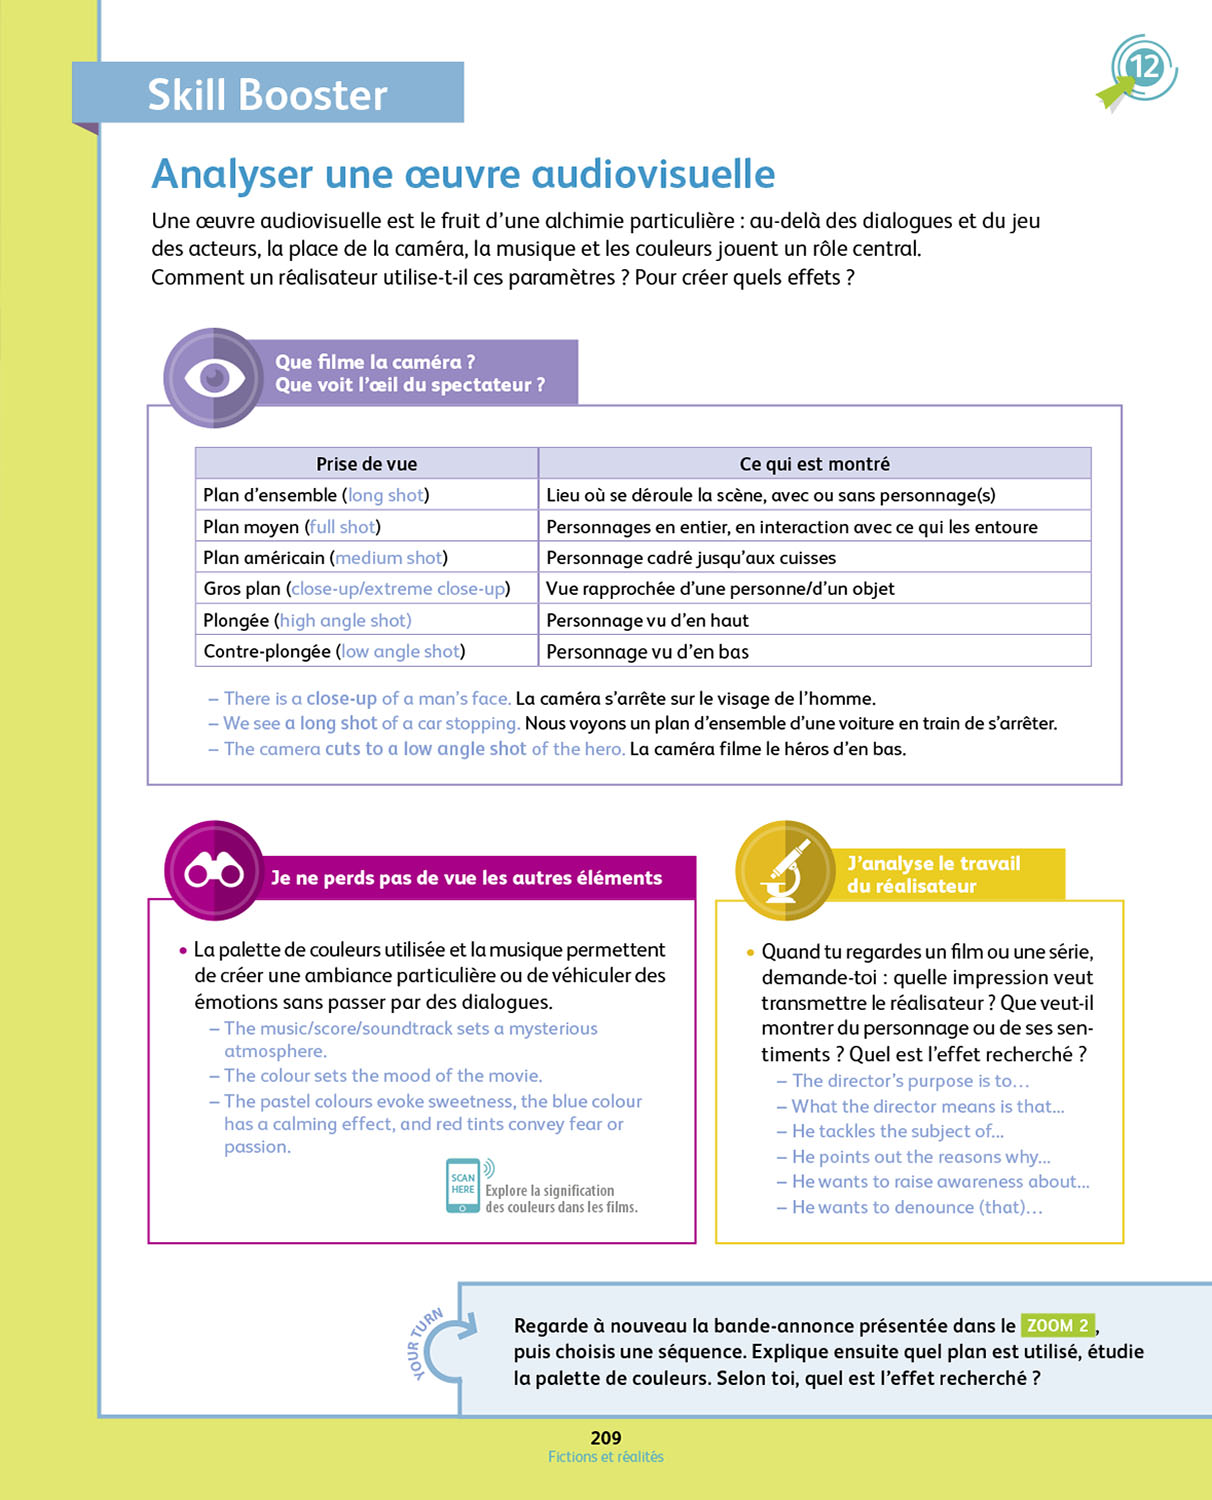 12
Skill Booster
Analyser une œuvre audiovisuelle
Une œuvre audiovisuelle est le fruit d’une alchimie particulière : au-delà des dialogues et du jeu
des acteurs, la place de la caméra, la musique et les couleurs jouent un rôle central.
Comment un réalisateur utilise-t-il ces paramètres ? Pour créer quels effets ?
Que filme la caméra ?
Que voit l’œil du spectateur ?
Prise de vue
Ce qui est montré
Plan d’ensemble (long shot)
Lieu où se déroule la scène, avec ou sans personnage(s)
Plan moyen (full shot)
Personnages en entier, en interaction avec ce qui les entoure
Plan américain (medium shot)
Personnage cadré jusqu’aux cuisses
Gros plan (close-up/extreme close-up)
Vue rapprochée d’une personne/d’un objet
Plongée (high angle shot)
Personnage vu d’en haut
Contre-plongée (low angle shot)
Personnage vu d’en bas
– There is a close-up of a man’s face. La caméra s’arrête sur le visage de l’homme.
– We see a long shot of a car stopping. Nous voyons un plan d’ensemble d’une voiture en train de s’arrêter.
– The camera cuts to a low angle shot of the hero. La caméra filme le héros d’en bas.
Je ne perds pas de vue les autres éléments
• La palette de couleurs utilisée et la musique permettent
de créer une ambiance particulière ou de véhiculer des
émotions sans passer par des dialogues.
– The music/score/soundtrack sets a mysterious
atmosphere.
– The colour sets the mood of the movie.
– The pastel colours evoke sweetness, the blue colour
has a calming effect, and red tints convey fear or
passion.
SCAN
HERE
Explore la signification
des couleurs dans les films.
J’analyse le travail
du réalisateur
• Quand tu regardes un film ou une série,
demande-toi : quelle impression veut
transmettre le réalisateur ? Que veut-il
montrer du personnage ou de ses sen-
timents ? Quel est l’effet recherché ?
– The director’s purpose is to…
– What the director means is that...
– He tackles the subject of...
– He points out the reasons why...
– He wants to raise awareness about...
– He wants to denounce (that)…
YOUR TURN
Regarde à nouveau la bande-annonce présentée dans le ZOOM 2 ,
puis choisis une séquence. Explique ensuite quel plan est utilisé, étudie
la palette de couleurs. Selon toi, quel est l’effet recherché ?
209
Fictions et réalités